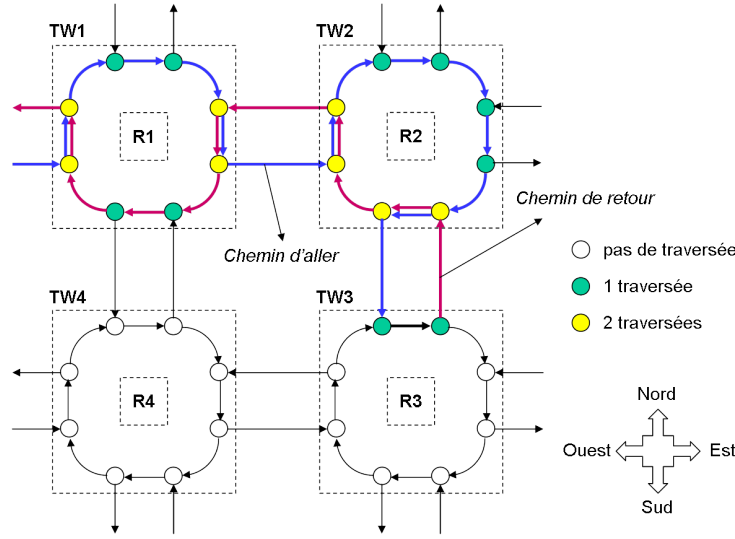 TW1
TW2
R1
R2
Chemin de retour
Chemin d'aller
pas de traversée
1 traversée
2 traversées
TW4
TW3
R4
R3
Nord
Ouest
Est
Sud